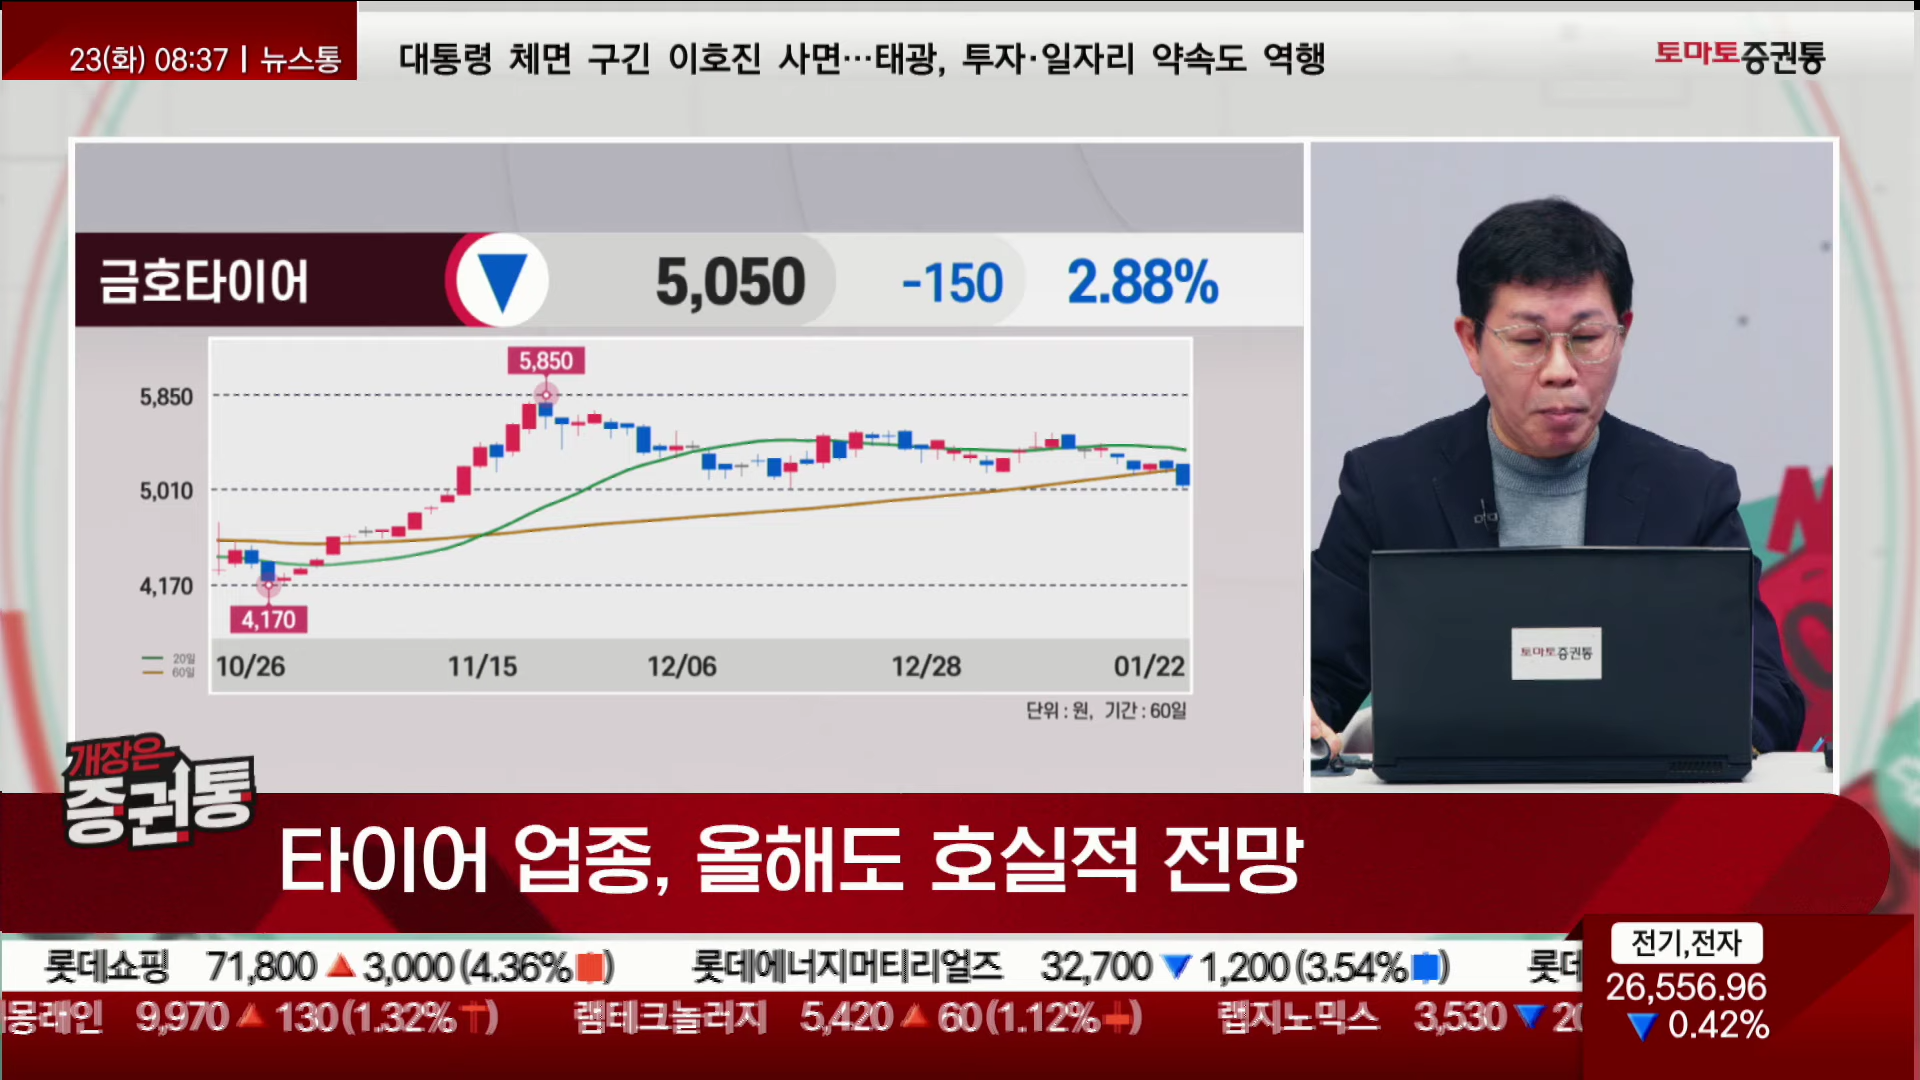 23(화) 08:37 | 뉴스통
대통령 체면 구긴 이호진 사면…태광, 투자·일자리 약속도 역행
토마토증권통
금호타이어 ▼ 5,050 -150 2.88%
5,850
5,850
5,010
4,170
4,170
20일
60일
10/26 11/15 12/06 12/28 01/22
단위 : 원, 기간 : 60일
토마토증권통
개장은
증권통
타이어 업종, 올해도 호실적 전망
롯데쇼핑 71,800 ▲ 3,000 (4.36%) 롯데에너지머티리얼즈 32,700 ▼ 1,200 (3.54%) 롯데
몽래인 9,970 ▲ 130 (1.32%) 램테크놀러지 5,420 ▲ 60 (1.12%) 랩지노믹스 3,530 ▼ 20
전기,전자
26,556.96
▼ 0.42%